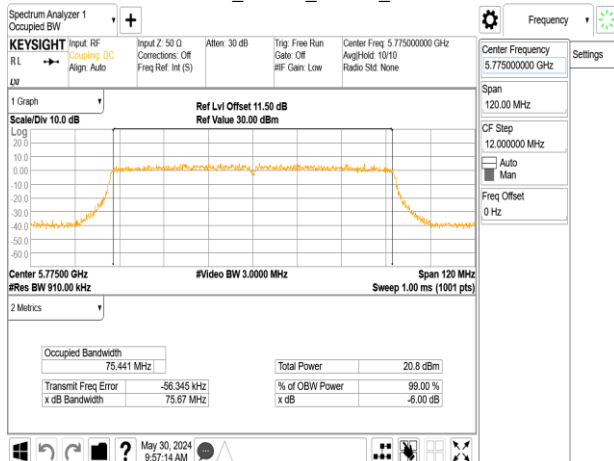 Spectrum Analyzer 1
Occupied BW
Frequency
KEYSIGHT
RL
Input: RF
Coupling: DC
Align: Auto
Input Z: 50 Ω
Corrections: Off
Freq Ref: Int (S)
Atten: 30 dB
Trig: Free Run
Gate: Off
#IF Gain: Low
Center Freq: 5.775000000 GHz
Avg|Hold: 10/10
Radio Std: None
Center Frequency
5.775000000 GHz
Settings
Span
120.00 MHz
CF Step
12.000000 MHz
Auto
Man
Freq Offset
0 Hz
1 Graph
Scale/Div 10.0 dB
Ref Lvl Offset 11.50 dB
Ref Value 30.00 dBm
Log
20.0
10.0
0.00
-10.0
-20.0
-30.0
-40.0
-50.0
-60.0
Center 5.77500 GHz
#Video BW 3.0000 MHz
Span 120 MHz
#Res BW 910.00 kHz
Sweep 1.00 ms (1001 pts)
2 Metrics
Occupied Bandwidth
75.441 MHz
Total Power 20.8 dBm
Transmit Freq Error -56.345 kHz
% of OBW Power 99.00 %
x dB Bandwidth 75.67 MHz
x dB -6.00 dB
?
May 30, 2024
9:57:14 AM